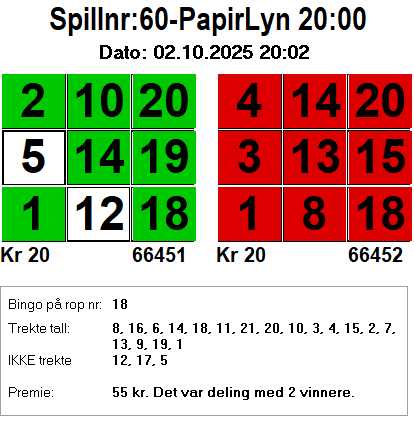 Spillnr:60-PapirLyn 20:00
Dato: 02.10.2025 20:02
2 10 20 4 14 20
5 14 19 3 13 15
1 12 18 1 8 18
Kr 20 66451 Kr 20 66452
Bingo på rop nr: 18
Trekte tall: 8, 16, 6, 14, 18, 11, 21, 20, 10, 3, 4, 15, 2, 7,
13, 9, 19, 1
IKKE trekte 12, 17, 5
Premie: 55 kr. Det var deling med 2 vinnere.